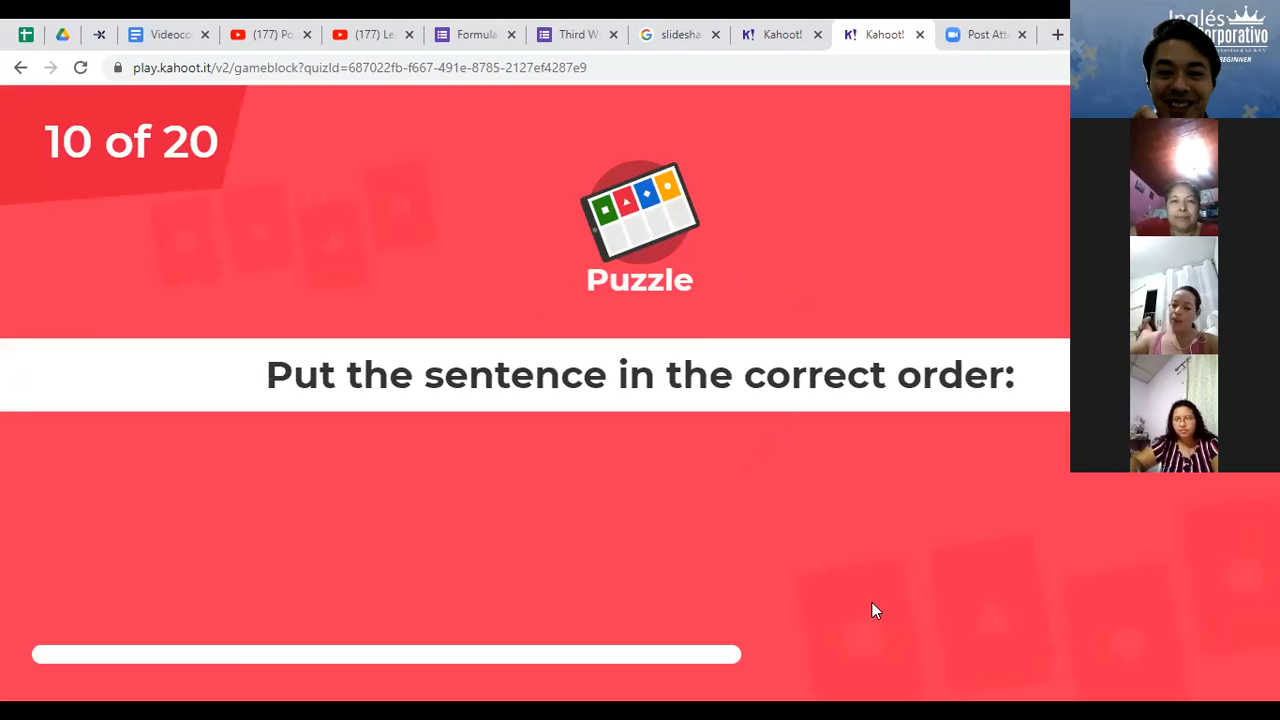 Videoco
(177) Po
(177) Le
Formula
Third W
slidesha
Kahoot!
Kahoot!
Post Att
play.kahoot.it/v2/gameblock?quizId=687022fb-f667-491e-8785-2127ef4287e9
Inglés
corporativo
BEGINNER
10 of 20
Puzzle
Put the sentence in the correct order: